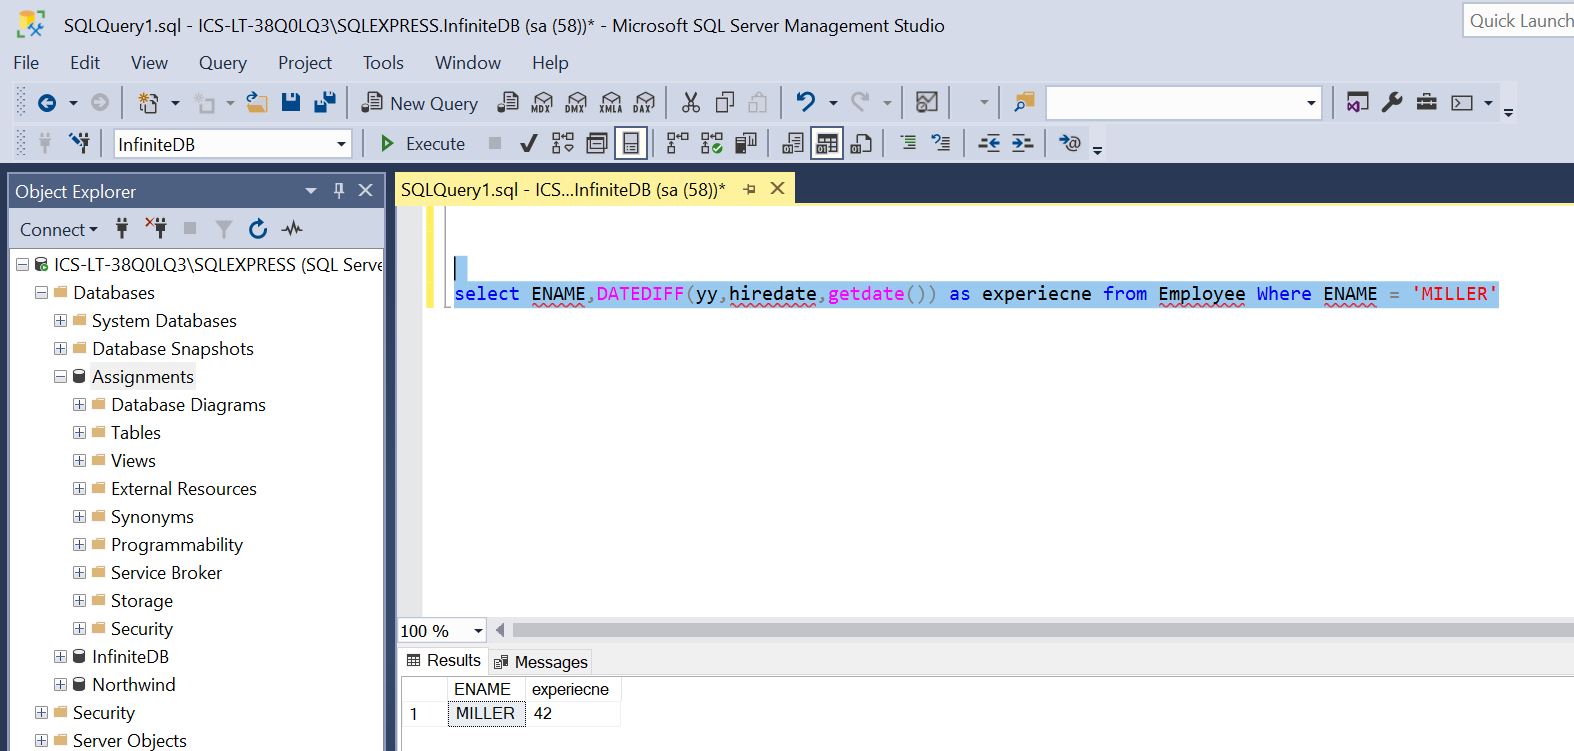 SQLQuery1.sql - ICS-LT-38Q0LQ3\SQLEXPRESS.InfiniteDB (sa (58))* - Microsoft SQL Server Management Studio
Quick Launch
File Edit View Query Project Tools Window Help
New Query MDX DMX XMLA DAX
InfiniteDB Execute
Object Explorer
SQLQuery1.sql - ICS...InfiniteDB (sa (58))*
Connect
ICS-LT-38Q0LQ3\SQLEXPRESS (SQL Serve
Databases
System Databases
Database Snapshots
Assignments
Database Diagrams
Tables
Views
External Resources
Synonyms
Programmability
Service Broker
Storage
Security
InfiniteDB
Northwind
Security
Server Objects
select ENAME,DATEDIFF(yy,hiredate,getdate()) as experiecne from Employee Where ENAME = 'MILLER'
100 %
Results Messages
ENAME experiecne
1 MILLER 42